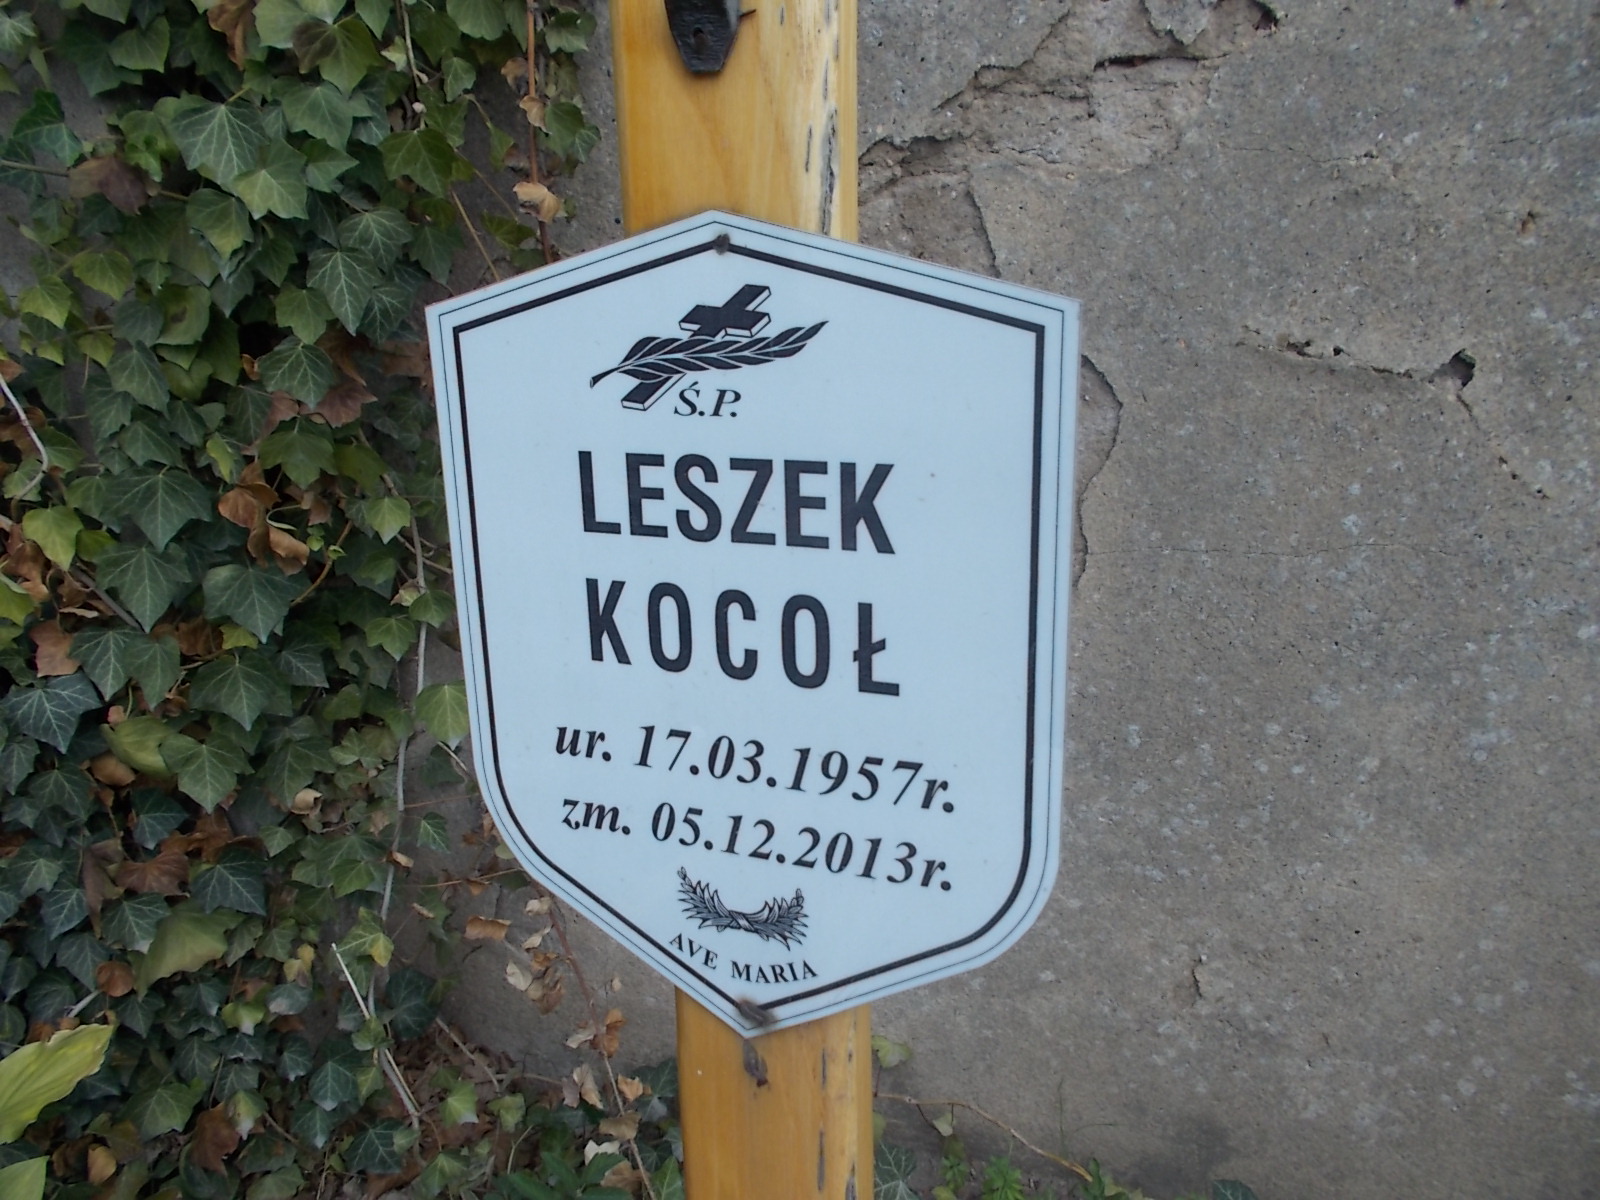 Ś.P.
LESZEK
KOCOŁ
ur. 17.03.1957r.
zm. 05.12.2013r.
AVE MARIA